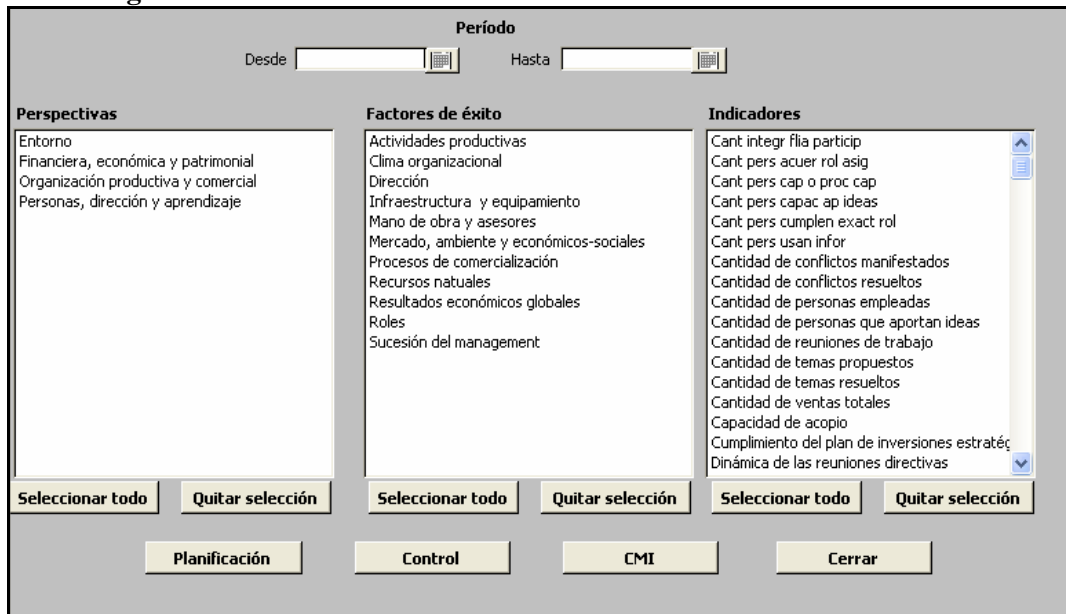 Período
Desde
Hasta
Perspectivas
Entorno
Financiera, económica y patrimonial
Organización productiva y comercial
Personas, dirección y aprendizaje
Seleccionar todo
Quitar selección
Factores de éxito
Actividades productivas
Clima organizacional
Dirección
Infraestructura y equipamiento
Mano de obra y asesores
Mercado, ambiente y económicos-sociales
Procesos de comercialización
Recursos natuales
Resultados económicos globales
Roles
Sucesión del management
Seleccionar todo
Quitar selección
Indicadores
Cant integr flia particip
Cant pers acuer rol asig
Cant pers cap o proc cap
Cant pers capac ap ideas
Cant pers cumplen exact rol
Cant pers usan infor
Cantidad de conflictos manifestados
Cantidad de conflictos resueltos
Cantidad de personas empleadas
Cantidad de personas que aportan ideas
Cantidad de reuniones de trabajo
Cantidad de temas propuestos
Cantidad de temas resueltos
Cantidad de ventas totales
Capacidad de acopio
Cumplimiento del plan de inversiones estratég
Dinámica de las reuniones directivas
Seleccionar todo
Quitar selección
Planificación
Control
CMI
Cerrar